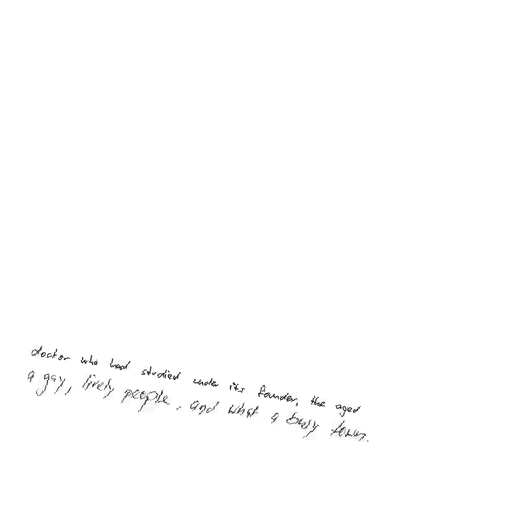 doctor who had studied under its founder, the aged
a gay, lively people, and what a busy town.